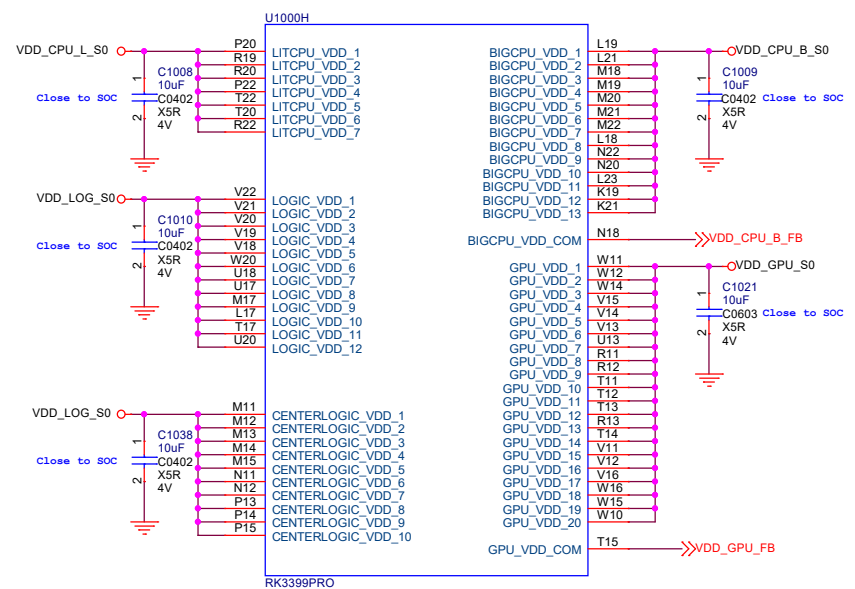 U1000H
VDD_CPU_L_S0
1
C1008
10uF
Close to SOC
C0402
X5R
2
4V
P20
LITCPU_VDD_1
R19
LITCPU_VDD_2
R20
LITCPU_VDD_3
P22
LITCPU_VDD_4
T22
LITCPU_VDD_5
T20
LITCPU_VDD_6
R22
LITCPU_VDD_7
VDD_LOG_S0
1
C1010
10uF
Close to SOC
C0402
X5R
2
4V
V22
LOGIC_VDD_1
V21
LOGIC_VDD_2
V20
LOGIC_VDD_3
V19
LOGIC_VDD_4
V18
LOGIC_VDD_5
W20
LOGIC_VDD_6
U18
LOGIC_VDD_7
U17
LOGIC_VDD_8
M17
LOGIC_VDD_9
L17
LOGIC_VDD_10
T17
LOGIC_VDD_11
U20
LOGIC_VDD_12
VDD_LOG_S0
1
C1038
10uF
Close to SOC
C0402
X5R
2
4V
M11
CENTERLOGIC_VDD_1
M12
CENTERLOGIC_VDD_2
M13
CENTERLOGIC_VDD_3
M14
CENTERLOGIC_VDD_4
M15
CENTERLOGIC_VDD_5
N11
CENTERLOGIC_VDD_6
N12
CENTERLOGIC_VDD_7
P13
CENTERLOGIC_VDD_8
P14
CENTERLOGIC_VDD_9
P15
CENTERLOGIC_VDD_10
BIGCPU_VDD_1
L19
BIGCPU_VDD_2
L21
BIGCPU_VDD_3
M18
BIGCPU_VDD_4
M19
BIGCPU_VDD_5
M20
BIGCPU_VDD_6
M21
BIGCPU_VDD_7
M22
BIGCPU_VDD_8
L18
BIGCPU_VDD_9
N22
BIGCPU_VDD_10
N20
BIGCPU_VDD_11
L23
BIGCPU_VDD_12
K19
BIGCPU_VDD_13
K21
VDD_CPU_B_S0
1
C1009
10uF
C0402
Close to SOC
X5R
2
4V
BIGCPU_VDD_COM
N18
VDD_CPU_B_FB
GPU_VDD_1
W11
GPU_VDD_2
W12
GPU_VDD_3
W14
GPU_VDD_4
V15
GPU_VDD_5
V14
GPU_VDD_6
V13
GPU_VDD_7
U13
GPU_VDD_8
R11
GPU_VDD_9
R12
GPU_VDD_10
T11
GPU_VDD_11
T12
GPU_VDD_12
T13
GPU_VDD_13
R13
GPU_VDD_14
T14
GPU_VDD_15
V11
GPU_VDD_16
V12
GPU_VDD_17
V16
GPU_VDD_18
W16
GPU_VDD_19
W15
GPU_VDD_20
W10
VDD_GPU_S0
1
C1021
10uF
C0603
Close to SOC
X5R
2
4V
GPU_VDD_COM
T15
VDD_GPU_FB
RK3399PRO